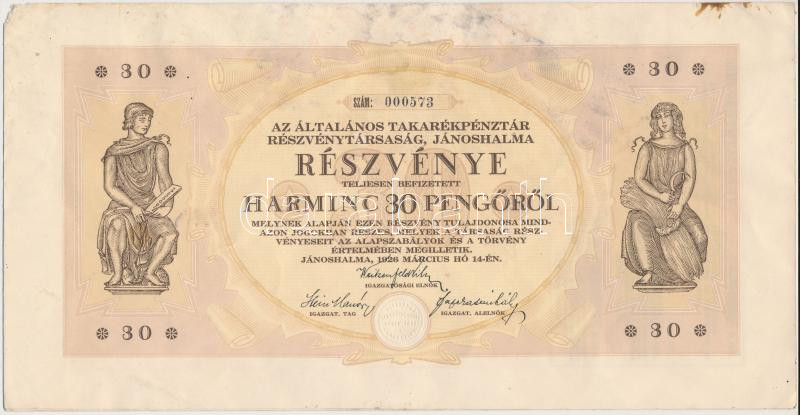 ❋ 30 ❋
❋ 30 ❋
SZÁM: 000573
AZ ÁLTALÁNOS TAKARÉKPÉNZTÁR
RÉSZVÉNYTÁRSASÁG, JÁNOSHALMA
RÉSZVÉNYE
TELJESEN BEFIZETETT
HARMINC 30 PENGŐRŐL
MELYNEK ALAPJÁN EZEN RÉSZVÉNY TULAJDONOSA MIND-
AZON JOGOKBAN RÉSZES, MELYEK A TÁRSASÁG RÉSZ-
VÉNYESEIT AZ ALAPSZABÁLYOK ÉS A TÖRVÉNY
ÉRTELMÉBEN MEGILLETIK.
JÁNOSHALMA, 1926 MÁRCIUS HÓ 14-ÉN.
IGAZGATÓSÁGI ELNÖK
IGAZGAT. TAG
IGAZGAT. ALELNÖK
❋ 30 ❋
❋ 30 ❋